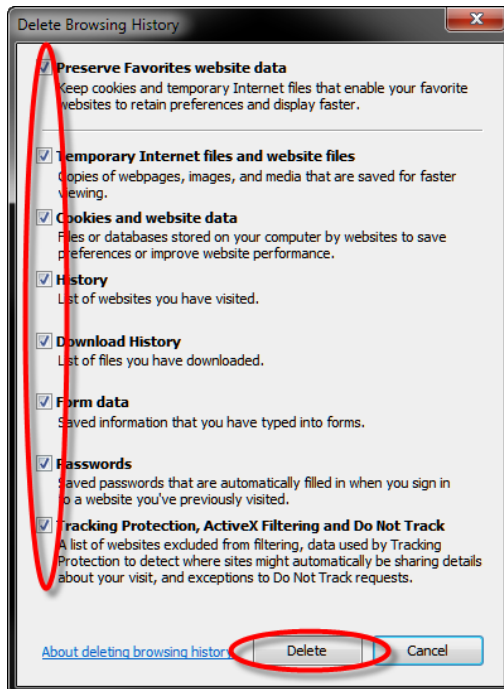 Delete Browsing History
Preserve Favorites website data
Keep cookies and temporary Internet files that enable your favorite
websites to retain preferences and display faster.
Temporary Internet files and website files
Copies of webpages, images, and media that are saved for faster
viewing.
Cookies and website data
Files or databases stored on your computer by websites to save
preferences or improve website performance.
History
List of websites you have visited.
Download History
List of files you have downloaded.
Form data
Saved information that you have typed into forms.
Passwords
Saved passwords that are automatically filled in when you sign in
to a website you've previously visited.
Tracking Protection, ActiveX Filtering and Do Not Track
A list of websites excluded from filtering, data used by Tracking
Protection to detect where sites might automatically be sharing details
about your visit, and exceptions to Do Not Track requests.
About deleting browsing history
Delete
Cancel